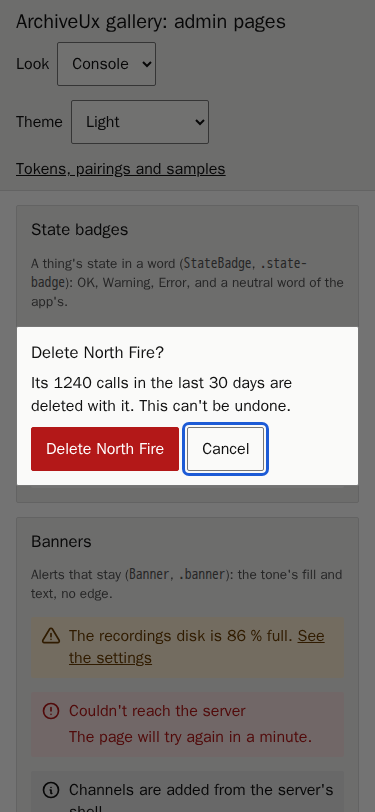 ArchiveUx gallery: admin pages
Look Console
Theme Light
Tokens, pairings and samples
State badges
A thing's state in a word (StateBadge, .state-
badge): OK, Warning, Error, and a neutral word of the
app's.
Delete North Fire?
Its 1240 calls in the last 30 days are
deleted with it. This can't be undone.
Delete North Fire Cancel
Banners
Alerts that stay (Banner, .banner): the tone's fill and
text, no edge.
The recordings disk is 86 % full. See
the settings
Couldn't reach the server
The page will try again in a minute.
Channels are added from the server's
shell